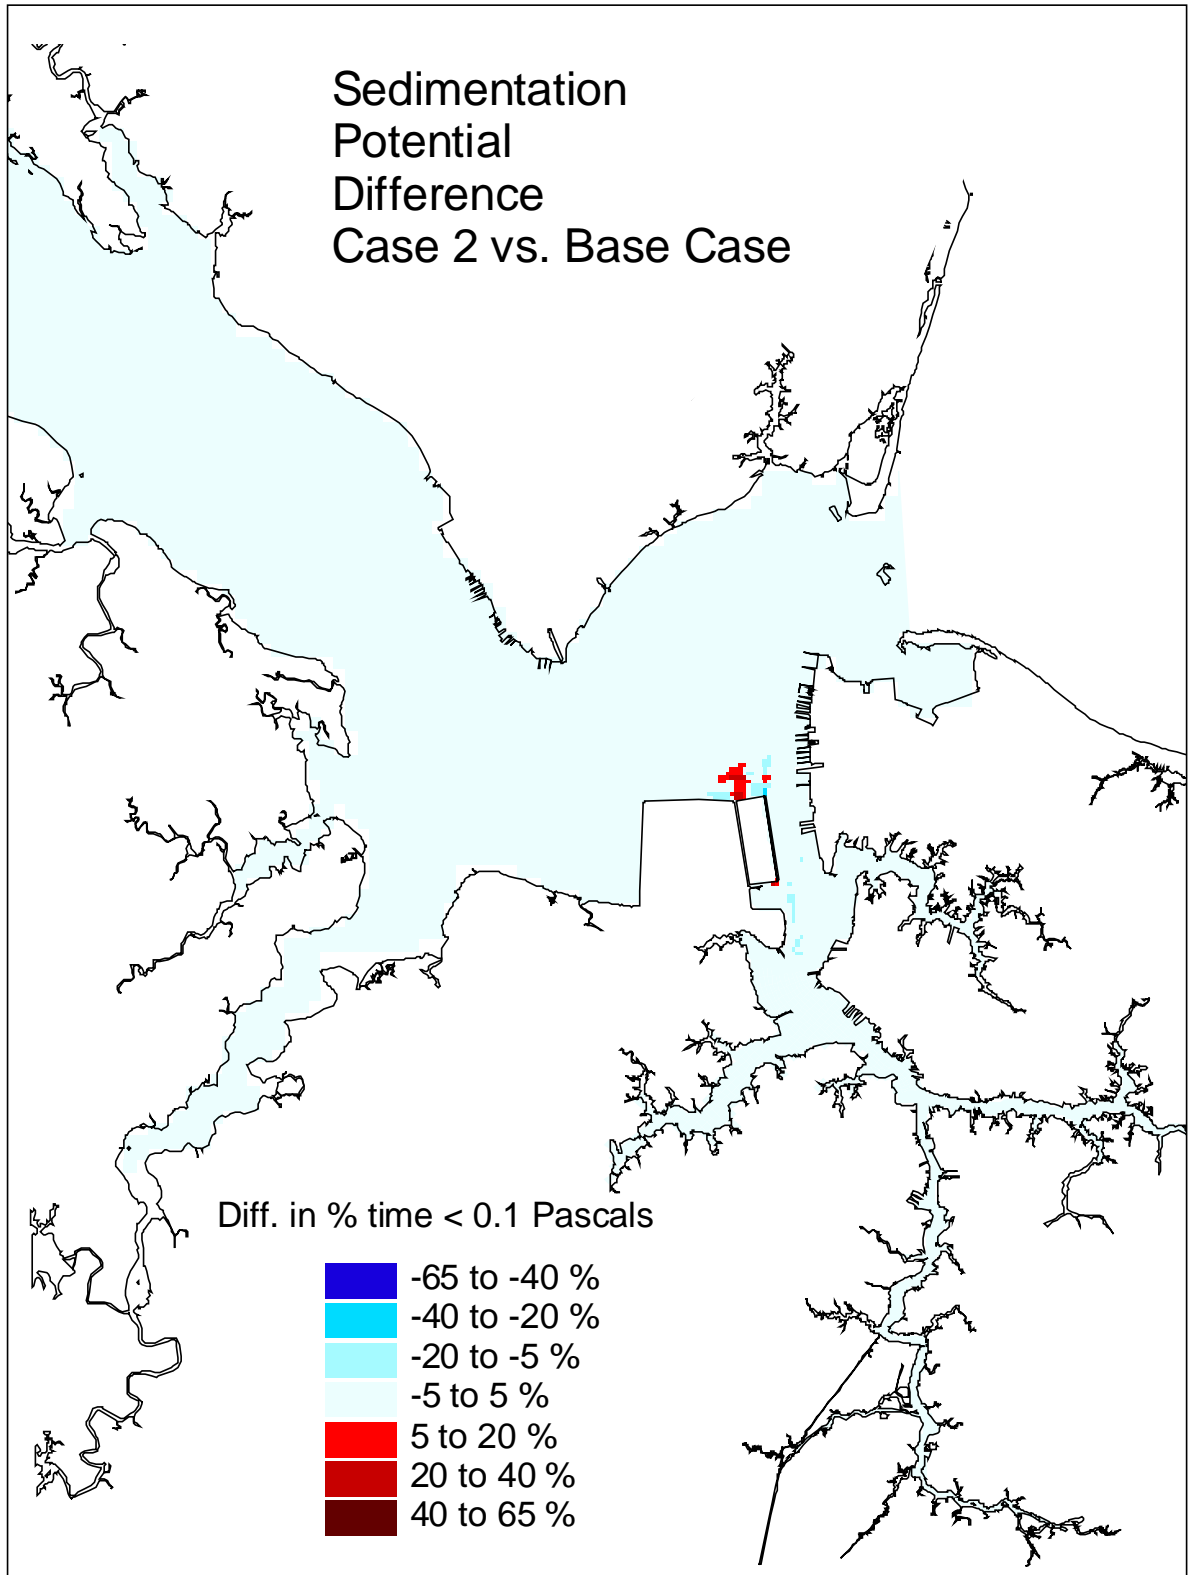 Sedimentation
Potential
Difference
Case 2 vs. Base Case
Diff. in % time < 0.1 Pascals
-65 to -40 %
-40 to -20 %
-20 to -5 %
-5 to 5 %
5 to 20 %
20 to 40 %
40 to 65 %